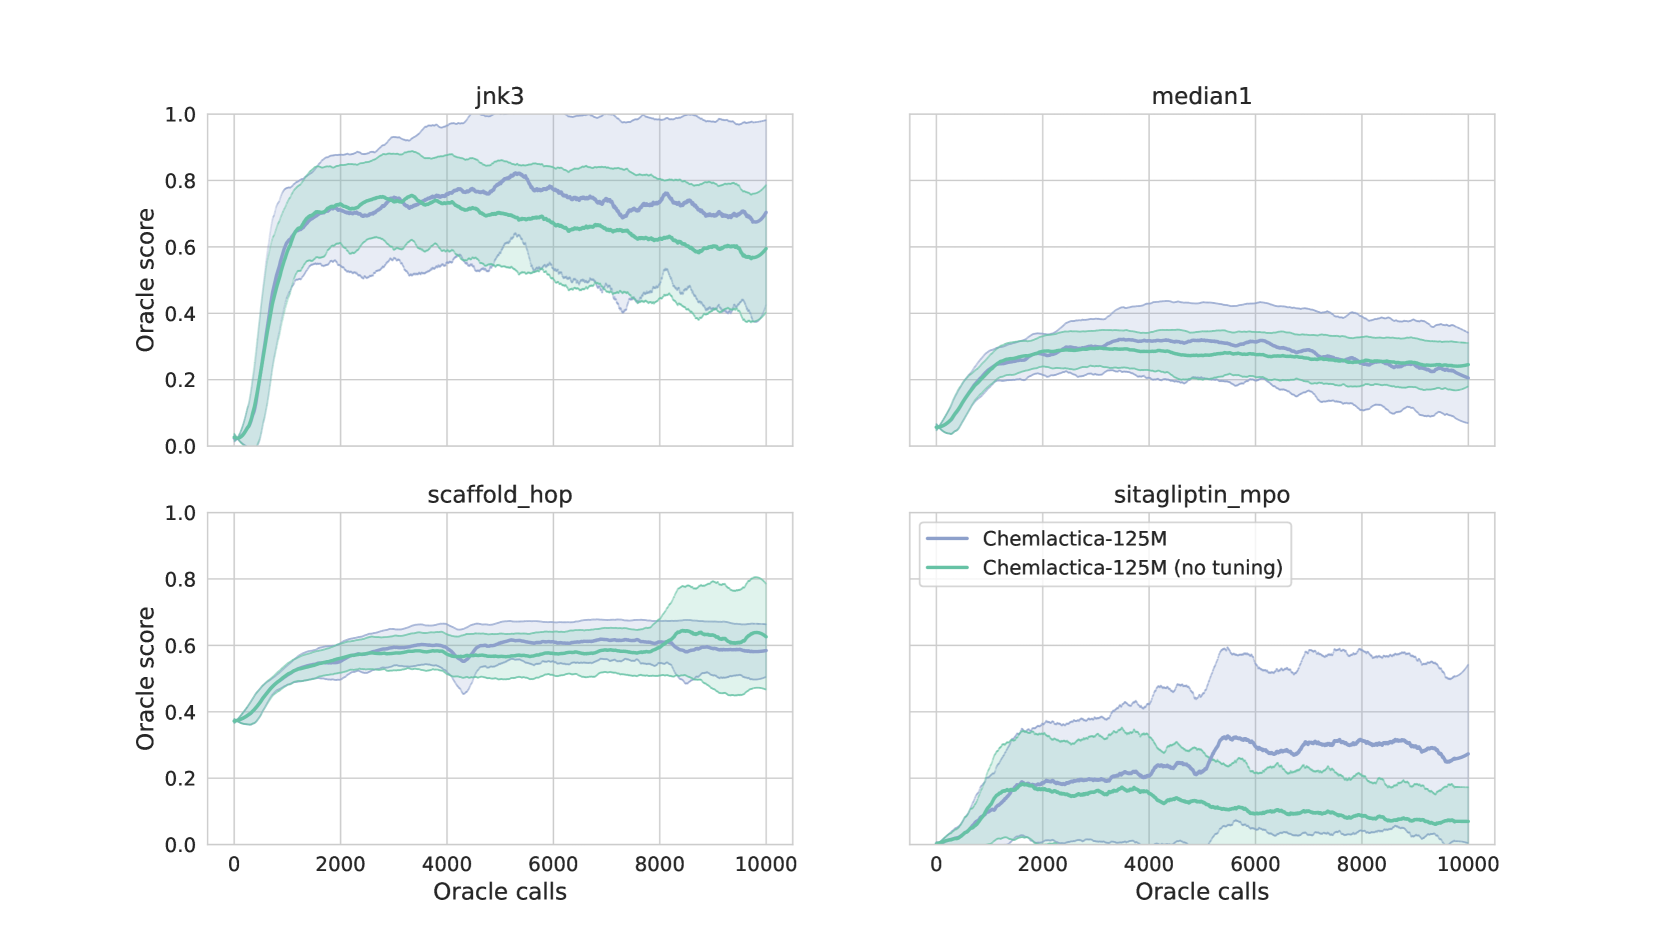 jnk3
1.0
0.8
0.6
0.4
0.2
0.0
Oracle score
median1
scaffold_hop
1.0
0.8
0.6
0.4
0.2
0.0
Oracle score
0 2000 4000 6000 8000 10000
Oracle calls
sitagliptin_mpo
Chemlactica-125M
Chemlactica-125M (no tuning)
0 2000 4000 6000 8000 10000
Oracle calls